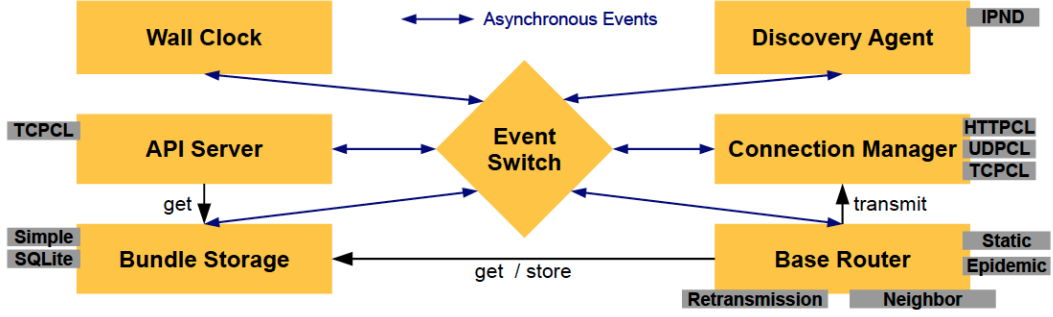 Wall Clock
Asynchronous Events
Discovery Agent
IPND
TCPCL
API Server
Event
Switch
Connection Manager
HTTPCL
UDPCL
TCPCL
get
transmit
Simple
SQLite
Bundle Storage
get / store
Base Router
Static
Epidemic
Retransmission
Neighbor